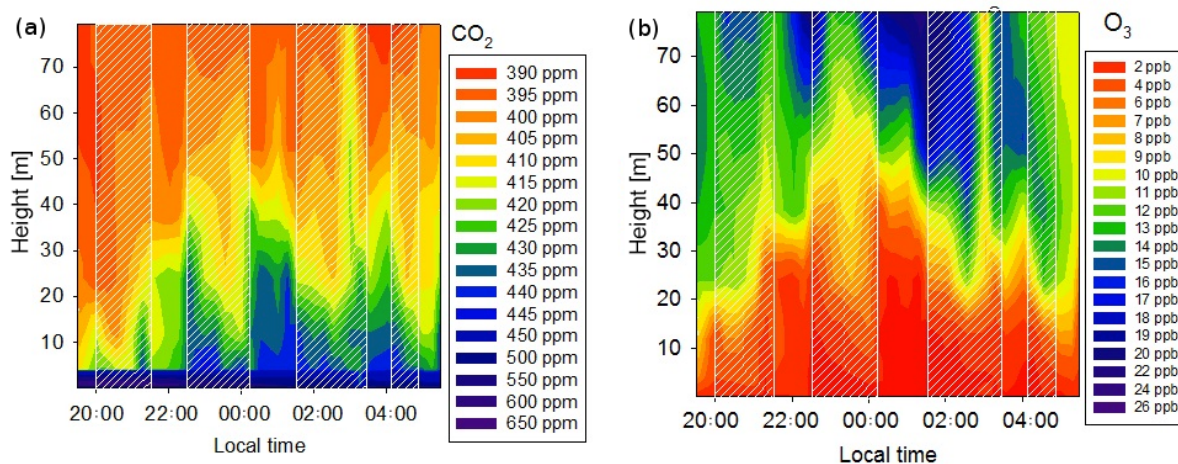 (a)
CO2
70
60
50
40
30
20
10
Height [m]
20:00 22:00 00:00 02:00 04:00
Local time
390 ppm
395 ppm
400 ppm
405 ppm
410 ppm
415 ppm
420 ppm
425 ppm
430 ppm
435 ppm
440 ppm
445 ppm
450 ppm
500 ppm
550 ppm
600 ppm
650 ppm
(b)
O3
70
60
50
40
30
20
10
Height [m]
20:00 22:00 00:00 02:00 04:00
Local time
2 ppb
4 ppb
6 ppb
7 ppb
8 ppb
9 ppb
10 ppb
11 ppb
12 ppb
13 ppb
14 ppb
15 ppb
16 ppb
17 ppb
18 ppb
19 ppb
20 ppb
22 ppb
24 ppb
26 ppb